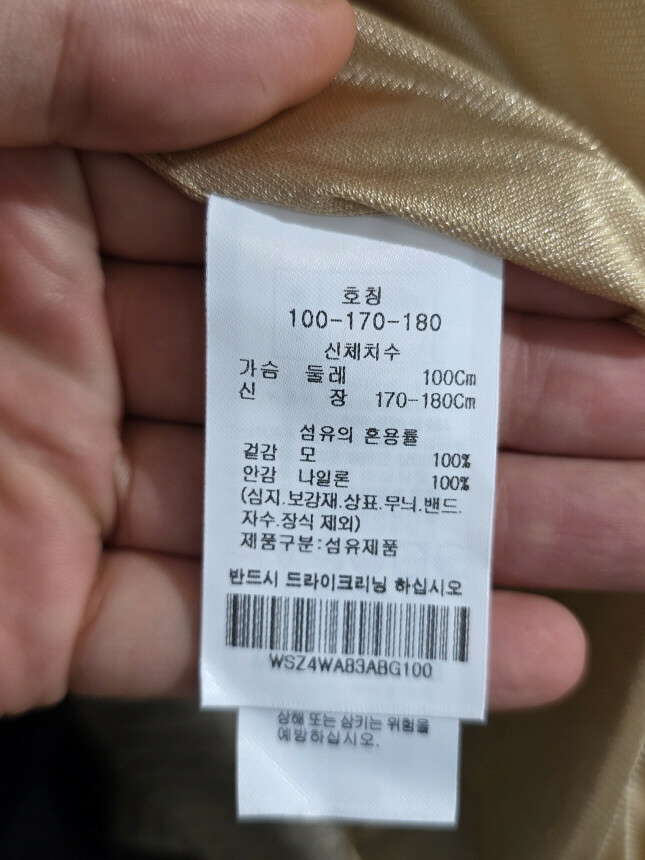 호칭
100-170-180
신체치수
가슴 둘레 100Cm
신 장 170-180Cm
섬유의 혼용률
겉감 모 100%
안감 나일론 100%
(심지.보강재.상표.무늬.밴드.
자수.장식 제외)
제품구분:섬유제품
반드시 드라이크리닝 하십시오
WSZ4WA83ABG100
상해 또는 삼키는 위험을
예방하십시오.